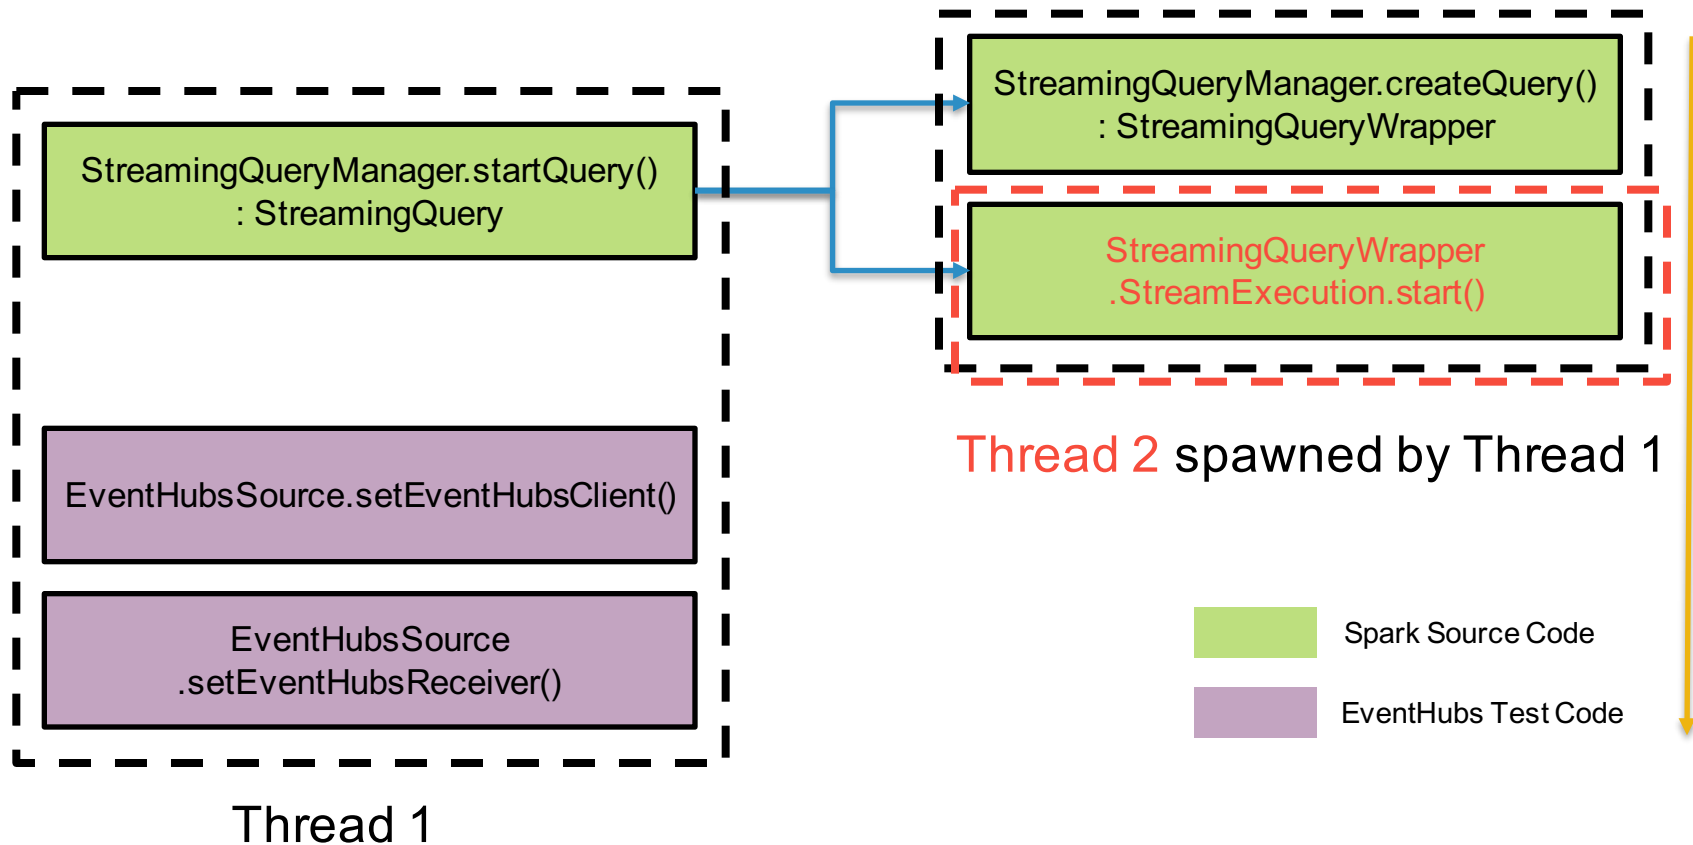 StreamingQueryManager.startQuery()
: StreamingQuery
EventHubsSource.setEventHubsClient()
EventHubsSource
.setEventHubsReceiver()
Thread 1
StreamingQueryManager.createQuery()
: StreamingQueryWrapper
StreamingQueryWrapper
.StreamExecution.start()
Thread 2 spawned by Thread 1
Spark Source Code
EventHubs Test Code